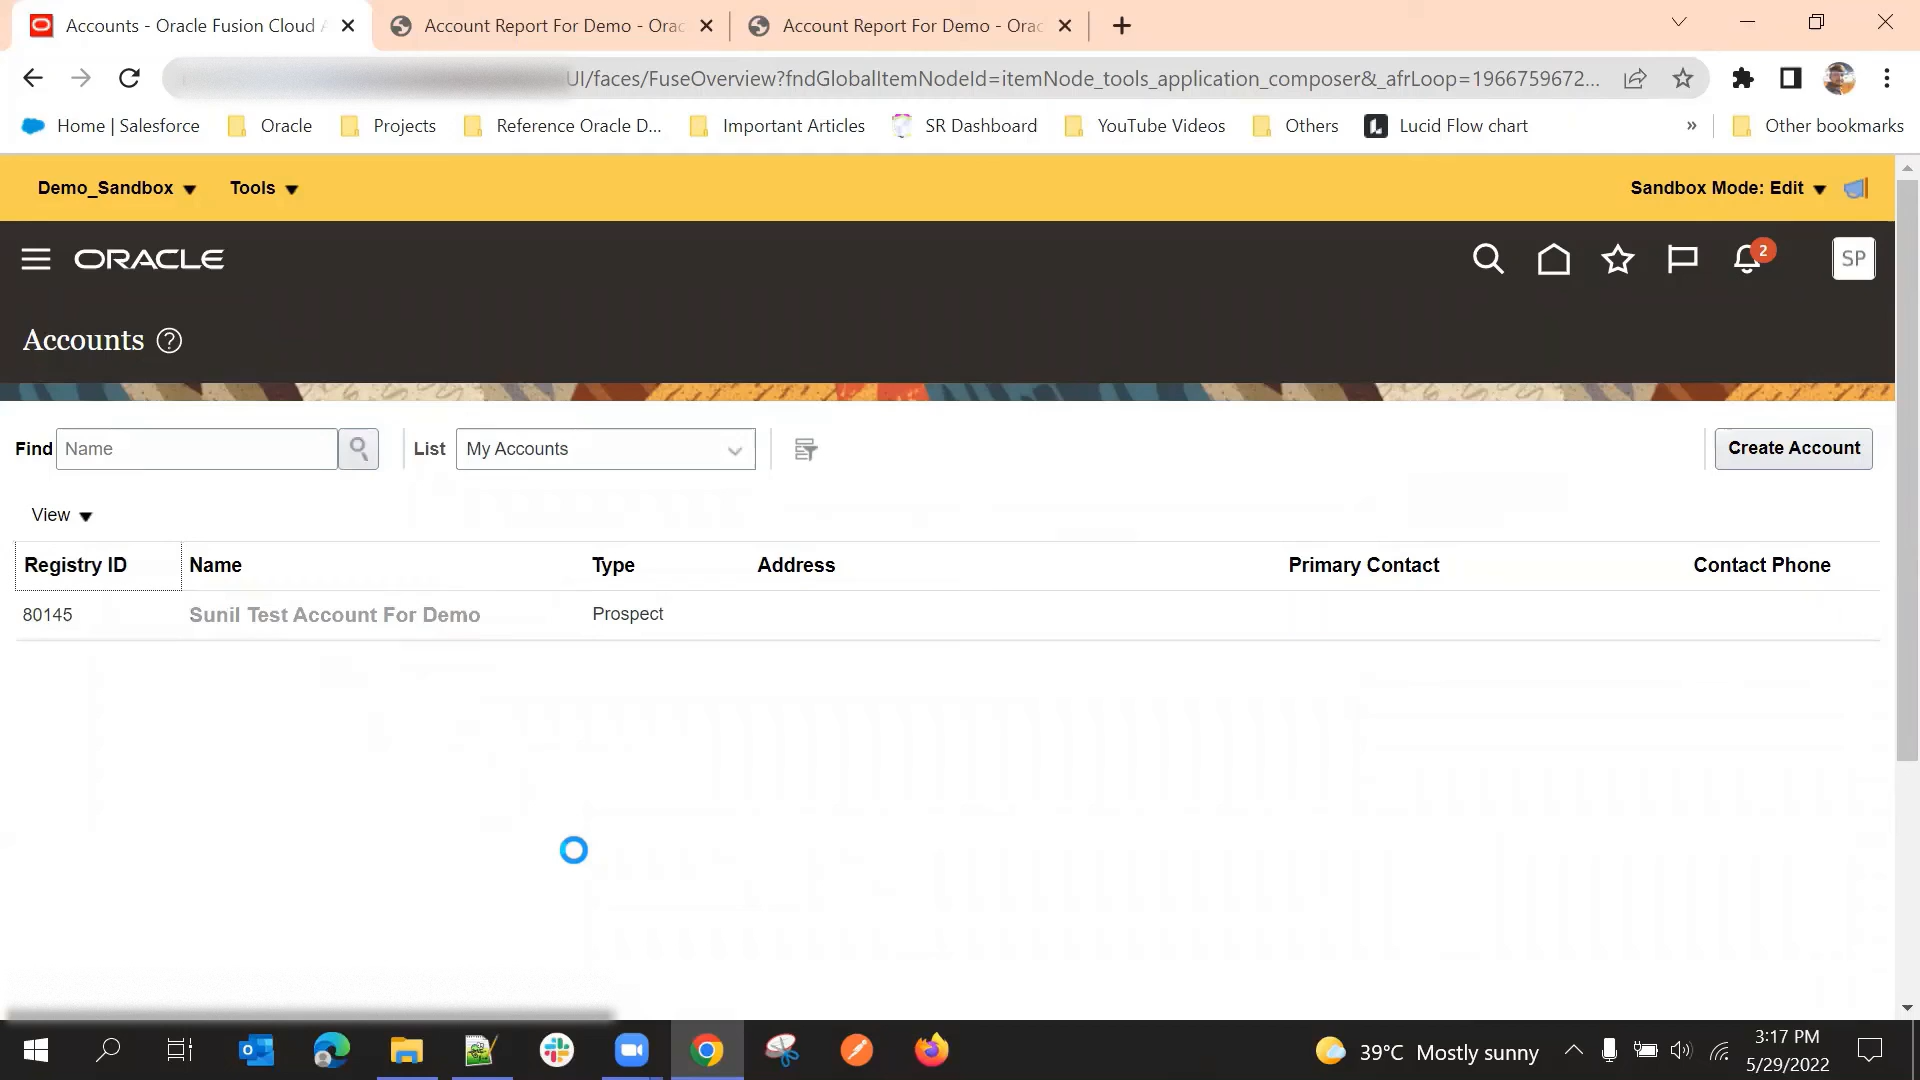 Accounts - Oracle Fusion Cloud A
Account Report For Demo - Orac
Account Report For Demo - Orac
UI/faces/FuseOverview?fndGlobalItemNodeId=itemNode_tools_application_composer&_afrLoop=1966759672...
Home | Salesforce Oracle Projects Reference Oracle D... Important Articles SR Dashboard YouTube Videos Others Lucid Flow chart » Other bookmarks
Demo_Sandbox Tools Sandbox Mode: Edit
ORACLE 2 SP
Accounts ?
Find Name List My Accounts Create Account
View
Registry ID Name Type Address Primary Contact Contact Phone
80145 Sunil Test Account For Demo Prospect
39°C Mostly sunny
3:17 PM
5/29/2022